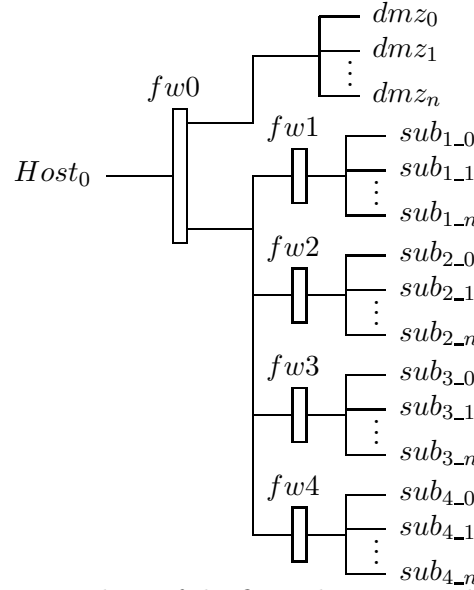 dmz₀
dmz₁
⋮
fw0
dmzₙ
fw1
sub₁_₀
Host₀
sub₁_₁
⋮
sub₁_ₙ
fw2
sub₂_₀
sub₂_₁
⋮
sub₂_ₙ
fw3
sub₃_₀
sub₃_₁
⋮
sub₃_ₙ
fw4
sub₄_₀
sub₄_₁
⋮
sub₄_ₙ